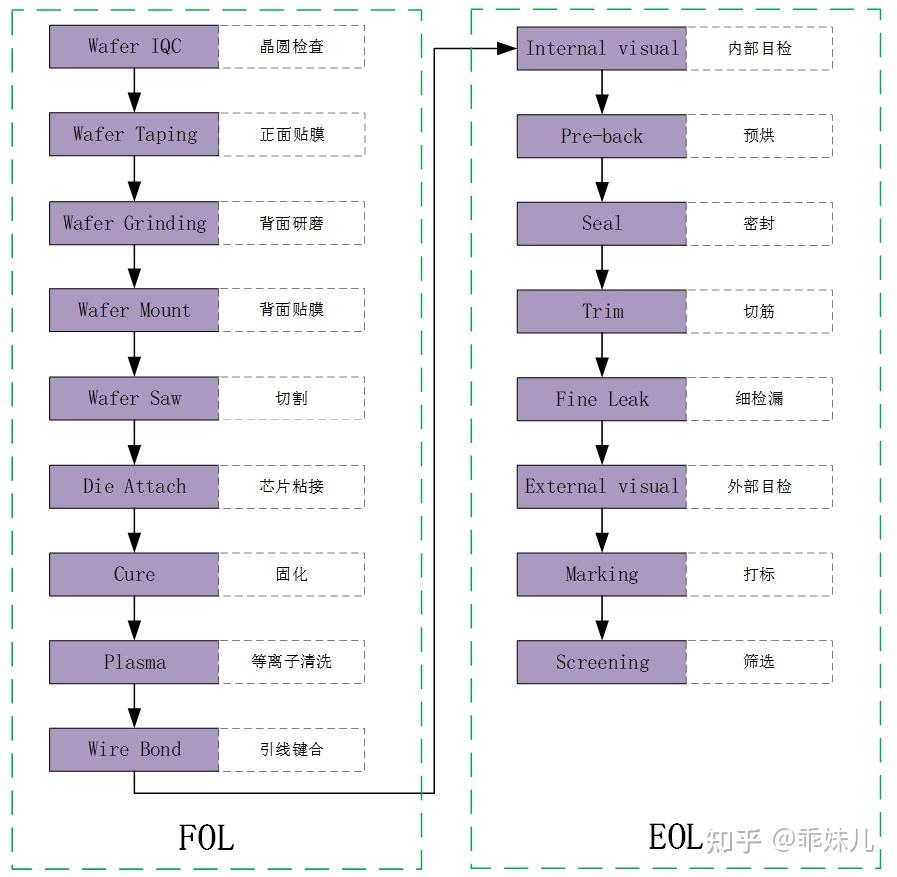 Wafer IQC 晶圆检查
Wafer Taping 正面贴膜
Wafer Grinding 背面研磨
Wafer Mount 背面贴膜
Wafer Saw 切割
Die Attach 芯片粘接
Cure 固化
Plasma 等离子清洗
Wire Bond 引线键合
FOL
Internal visual 内部目检
Pre-back 预烘
Seal 密封
Trim 切筋
Fine Leak 细检漏
External visual 外部目检
Marking 打标
Screening 筛选
EOL
知乎 @乖妹儿